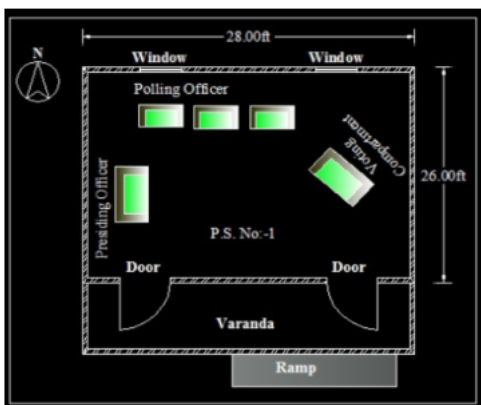 28.00ft
N
Window
Window
Polling Officer
Voting
Compartment
26.00ft
Presiding Officer
P.S. No:-1
Door
Door
Varanda
Ramp